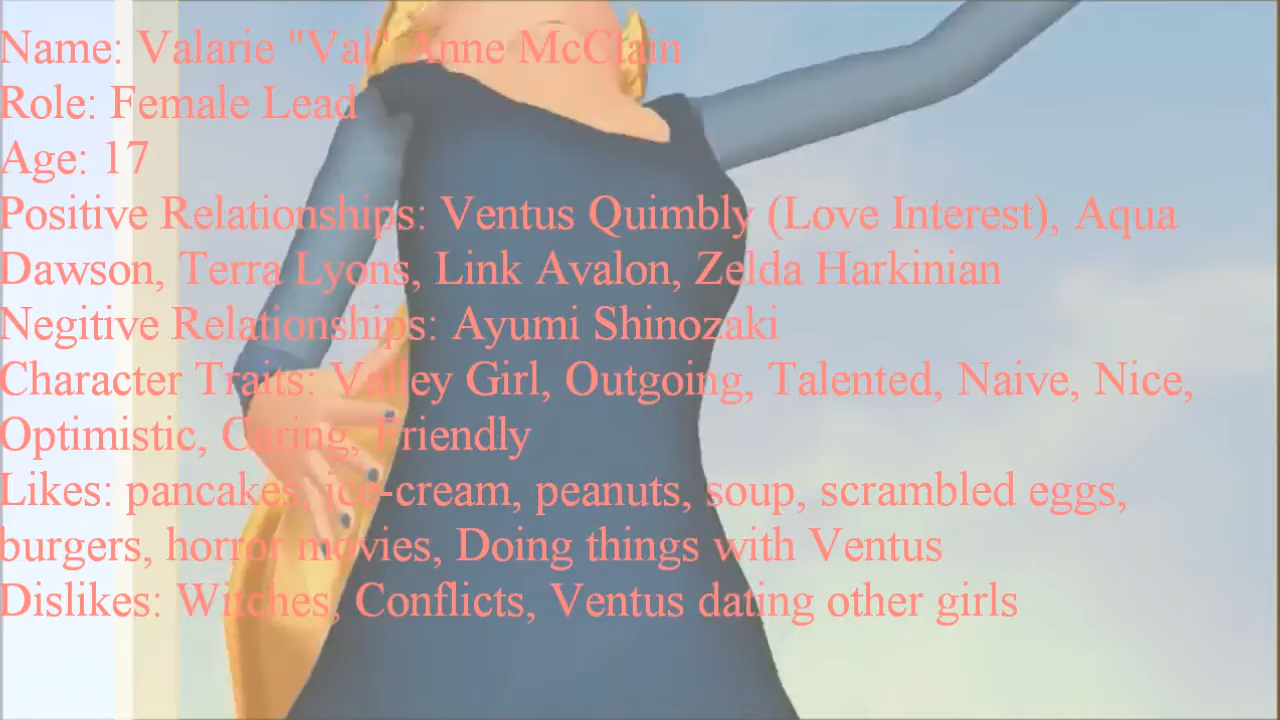 Name: Valarie "Val" Anne McClain
Role: Female Lead
Age: 17
Positive Relationships: Ventus Quimbly (Love Interest), Aqua
Dawson, Terra Lyons, Link Avalon, Zelda Harkinian
Negitive Relationships: Ayumi Shinozaki
Character Traits: Valley Girl, Outgoing, Talented, Naive, Nice,
Optimistic, Caring, Friendly
Likes: pancakes, ice-cream, peanuts, soup, scrambled eggs,
burgers, horror movies, Doing things with Ventus
Dislikes: Witches, Conflicts, Ventus dating other girls